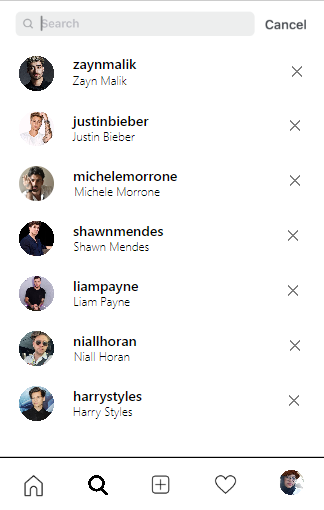 Search
Cancel
zaynmalik
Zayn Malik
justinbieber
Justin Bieber
michelemorrone
Michele Morrone
shawnmendes
Shawn Mendes
liampayne
Liam Payne
niallhoran
Niall Horan
harrystyles
Harry Styles